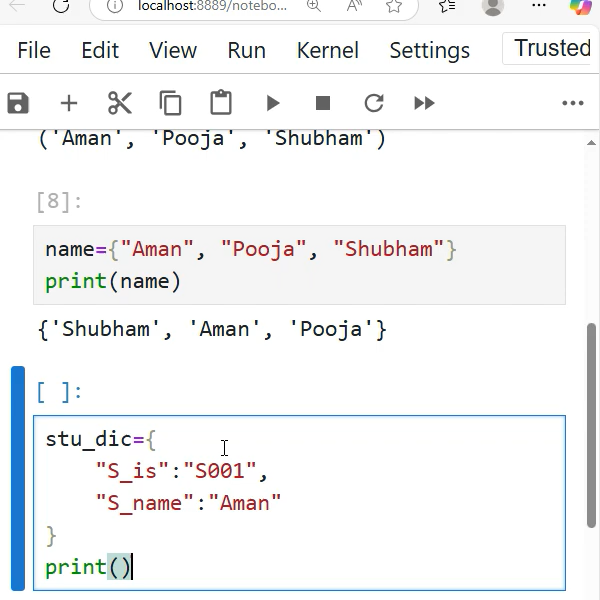 localhost:8889/notebo...
File Edit View Run Kernel Settings Trusted
('Aman', 'Pooja', 'Shubham')
[8]:
name={"Aman", "Pooja", "Shubham"}
print(name)
{'Shubham', 'Aman', 'Pooja'}
[ ]:
stu_dic={
    "S_is":"S001",
    "S_name":"Aman"
}
print()